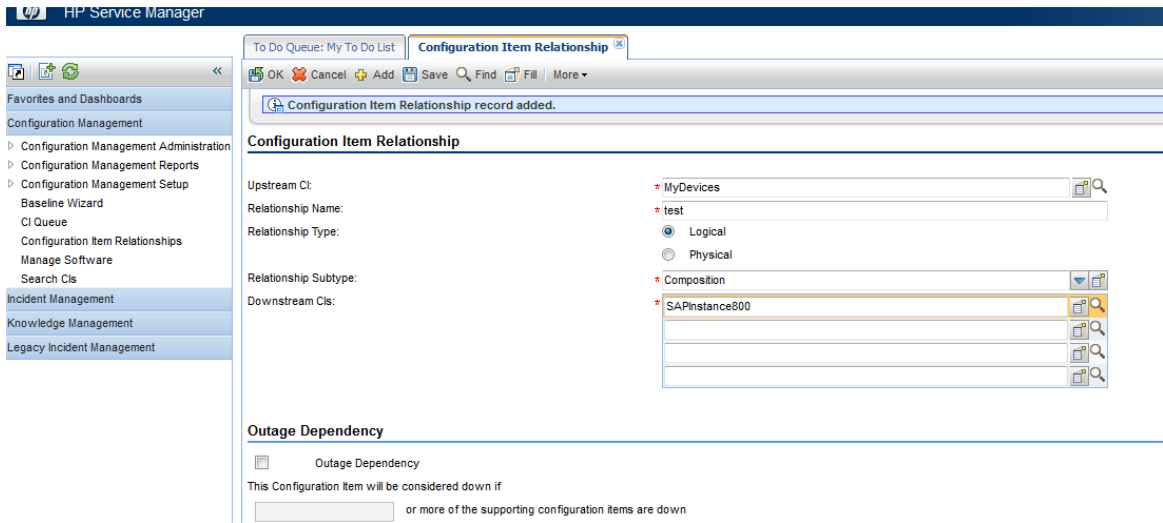 hp HP Service Manager
To Do Queue: My To Do List Configuration Item Relationship
OK Cancel Add Save Find Fill More
Favorites and Dashboards
Configuration Item Relationship record added.
Configuration Management
Configuration Management Administration
Configuration Management Reports
Configuration Management Setup
Baseline Wizard
CI Queue
Configuration Item Relationships
Manage Software
Search CIs
Incident Management
Knowledge Management
Legacy Incident Management
Configuration Item Relationship
Upstream CI: * MyDevices
Relationship Name: * test
Relationship Type: Logical
Physical
Relationship Subtype: * Composition
Downstream CIs: * SAPInstance800
Outage Dependency
Outage Dependency
This Configuration Item will be considered down if
or more of the supporting configuration items are down